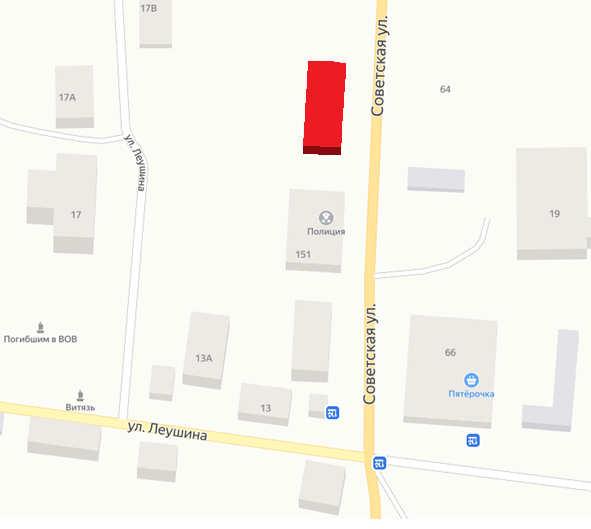 17В
Советская ул.
64
17А
ул. Леушина
17
19
Полиция
151
Погибшим в ВОВ
Советская ул.
13А
66
Пятёрочка
Витязь
13
ул. Леушина